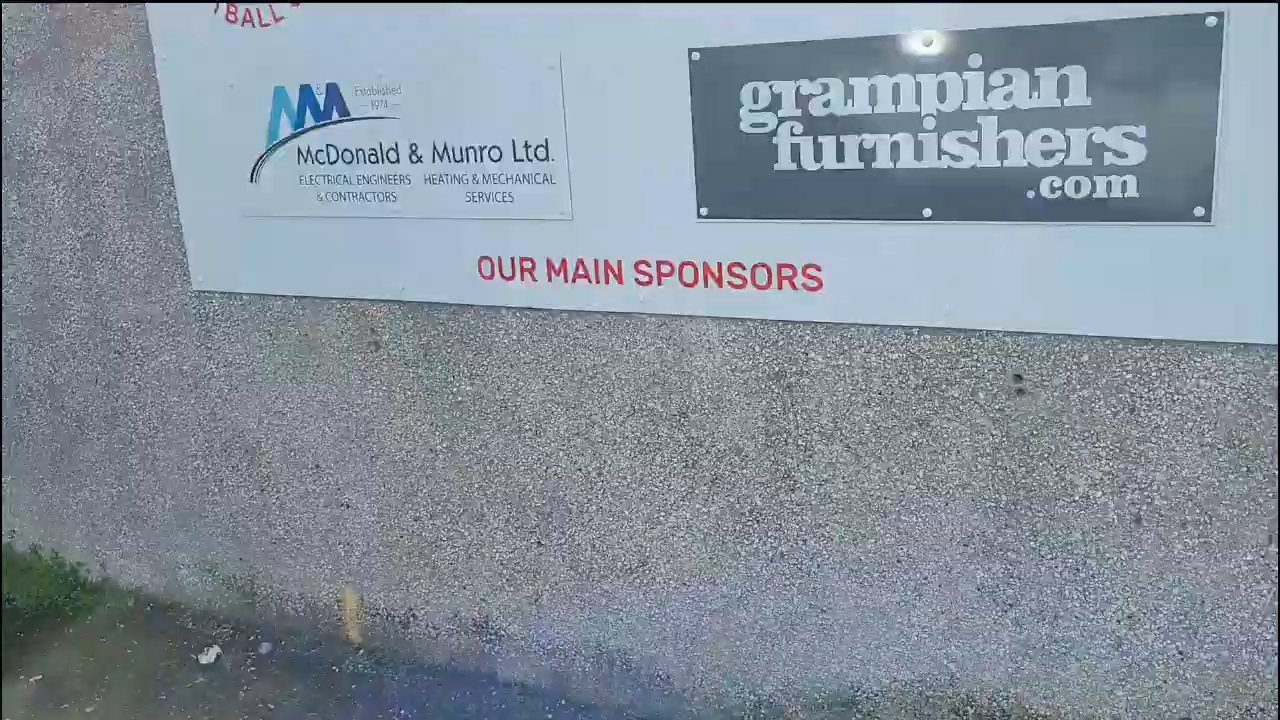 BALL
M&M
Established
— 1974 —
McDonald & Munro Ltd.
ELECTRICAL ENGINEERS & CONTRACTORS
HEATING & MECHANICAL SERVICES
grampian
furnishers
.com
OUR MAIN SPONSORS